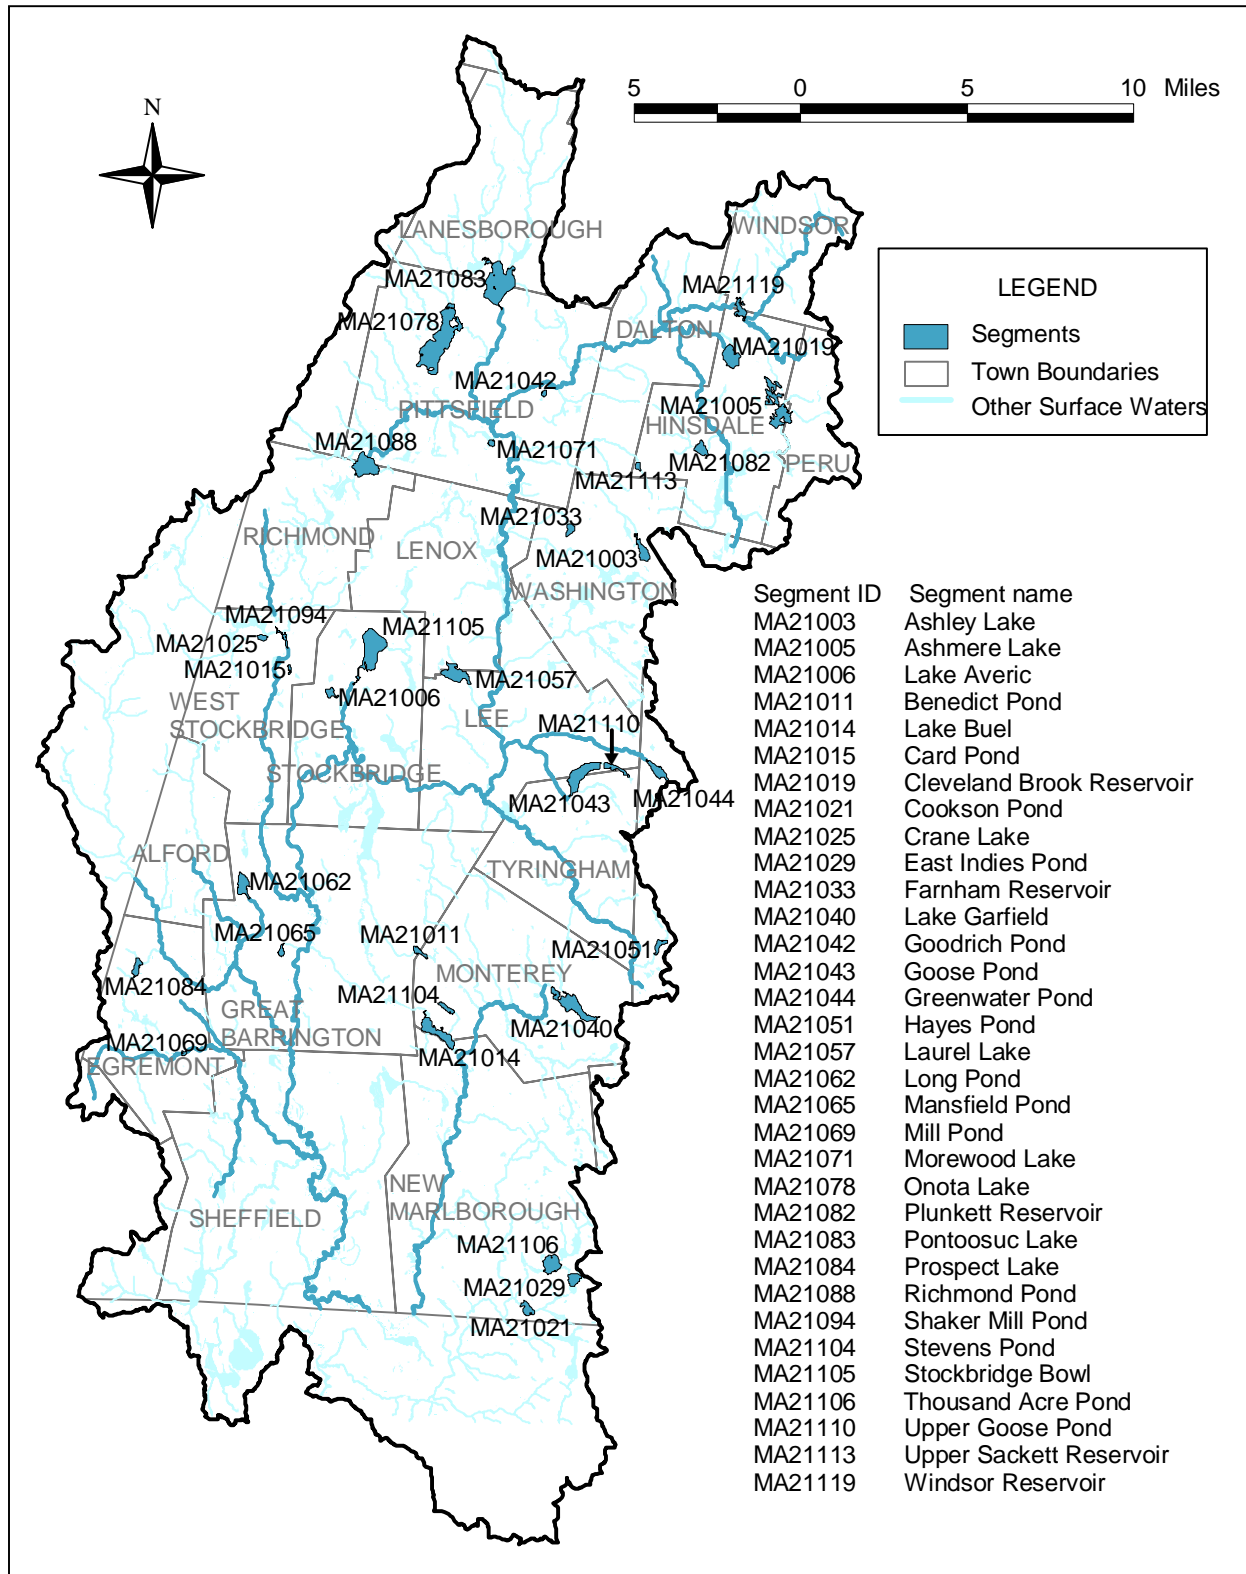 N
5 0 5 10 Miles
LANESBOROUGH
WINDSOR
MA21083
MA21119
LEGEND
Segments
Town Boundaries
Other Surface Waters
MA21078
DALTON
MA21019
MA21042
PITTSFIELD
MA21005
HINSDALE
MA21088
MA21071
MA21082
PERU
MA21113
MA21033
RICHMOND
LENOX
MA21003
WASHINGTON
MA21094
MA21105
MA21025
MA21015
MA21057
MA21006
WEST
STOCKBRIDGE
LEE
MA21110
STOCKBRIDGE
MA21043
MA21044
ALFORD
TYRINGHAM
MA21062
MA21065
MA21011
MA21051
MONTEREY
MA21084
MA21104
GREAT
BARRINGTON
MA21040
MA21069
EGREMONT
MA21014
NEW
MARLBOROUGH
SHEFFIELD
MA21106
MA21029
MA21021
Segment ID Segment name
MA21003 Ashley Lake
MA21005 Ashmere Lake
MA21006 Lake Averic
MA21011 Benedict Pond
MA21014 Lake Buel
MA21015 Card Pond
MA21019 Cleveland Brook Reservoir
MA21021 Cookson Pond
MA21025 Crane Lake
MA21029 East Indies Pond
MA21033 Farnham Reservoir
MA21040 Lake Garfield
MA21042 Goodrich Pond
MA21043 Goose Pond
MA21044 Greenwater Pond
MA21051 Hayes Pond
MA21057 Laurel Lake
MA21062 Long Pond
MA21065 Mansfield Pond
MA21069 Mill Pond
MA21071 Morewood Lake
MA21078 Onota Lake
MA21082 Plunkett Reservoir
MA21083 Pontoosuc Lake
MA21084 Prospect Lake
MA21088 Richmond Pond
MA21094 Shaker Mill Pond
MA21104 Stevens Pond
MA21105 Stockbridge Bowl
MA21106 Thousand Acre Pond
MA21110 Upper Goose Pond
MA21113 Upper Sackett Reservoir
MA21119 Windsor Reservoir